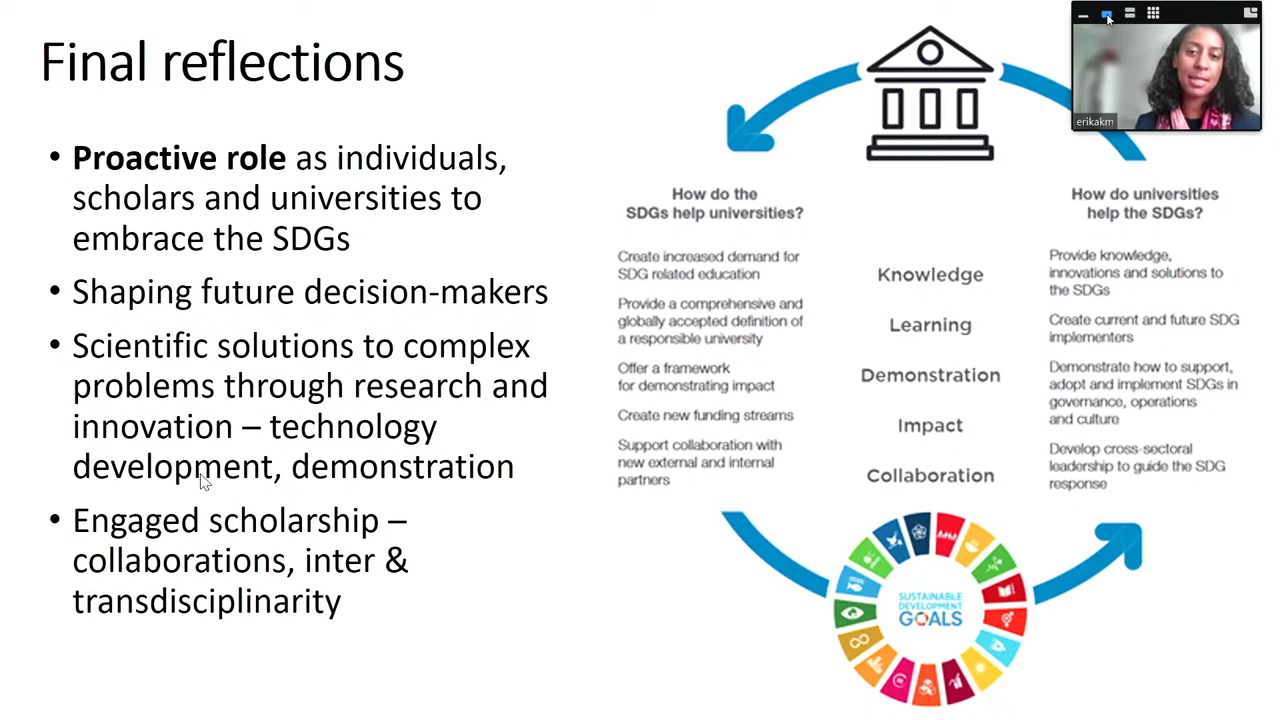 Final reflections
• Proactive role as individuals,
scholars and universities to
embrace the SDGs
• Shaping future decision-makers
• Scientific solutions to complex
problems through research and
innovation – technology
development, demonstration
• Engaged scholarship –
collaborations, inter &
transdisciplinarity
How do the
SDGs help universities?
Create increased demand for
SDG related education
Provide a comprehensive and
globally accepted definition of
a responsible university
Offer a framework
for demonstrating impact
Create new funding streams
Support collaboration with
new external and internal
partners
Knowledge
Learning
Demonstration
Impact
Collaboration
How do universities
help the SDGs?
Provide knowledge,
innovations and solutions to
the SDGs
Create current and future SDG
implementers
Demonstrate how to support,
adopt and implement SDGs in
governance, operations
and culture
Develop cross-sectoral
leadership to guide the SDG
response
SUSTAINABLE
DEVELOPMENT
GOALS
erikakm